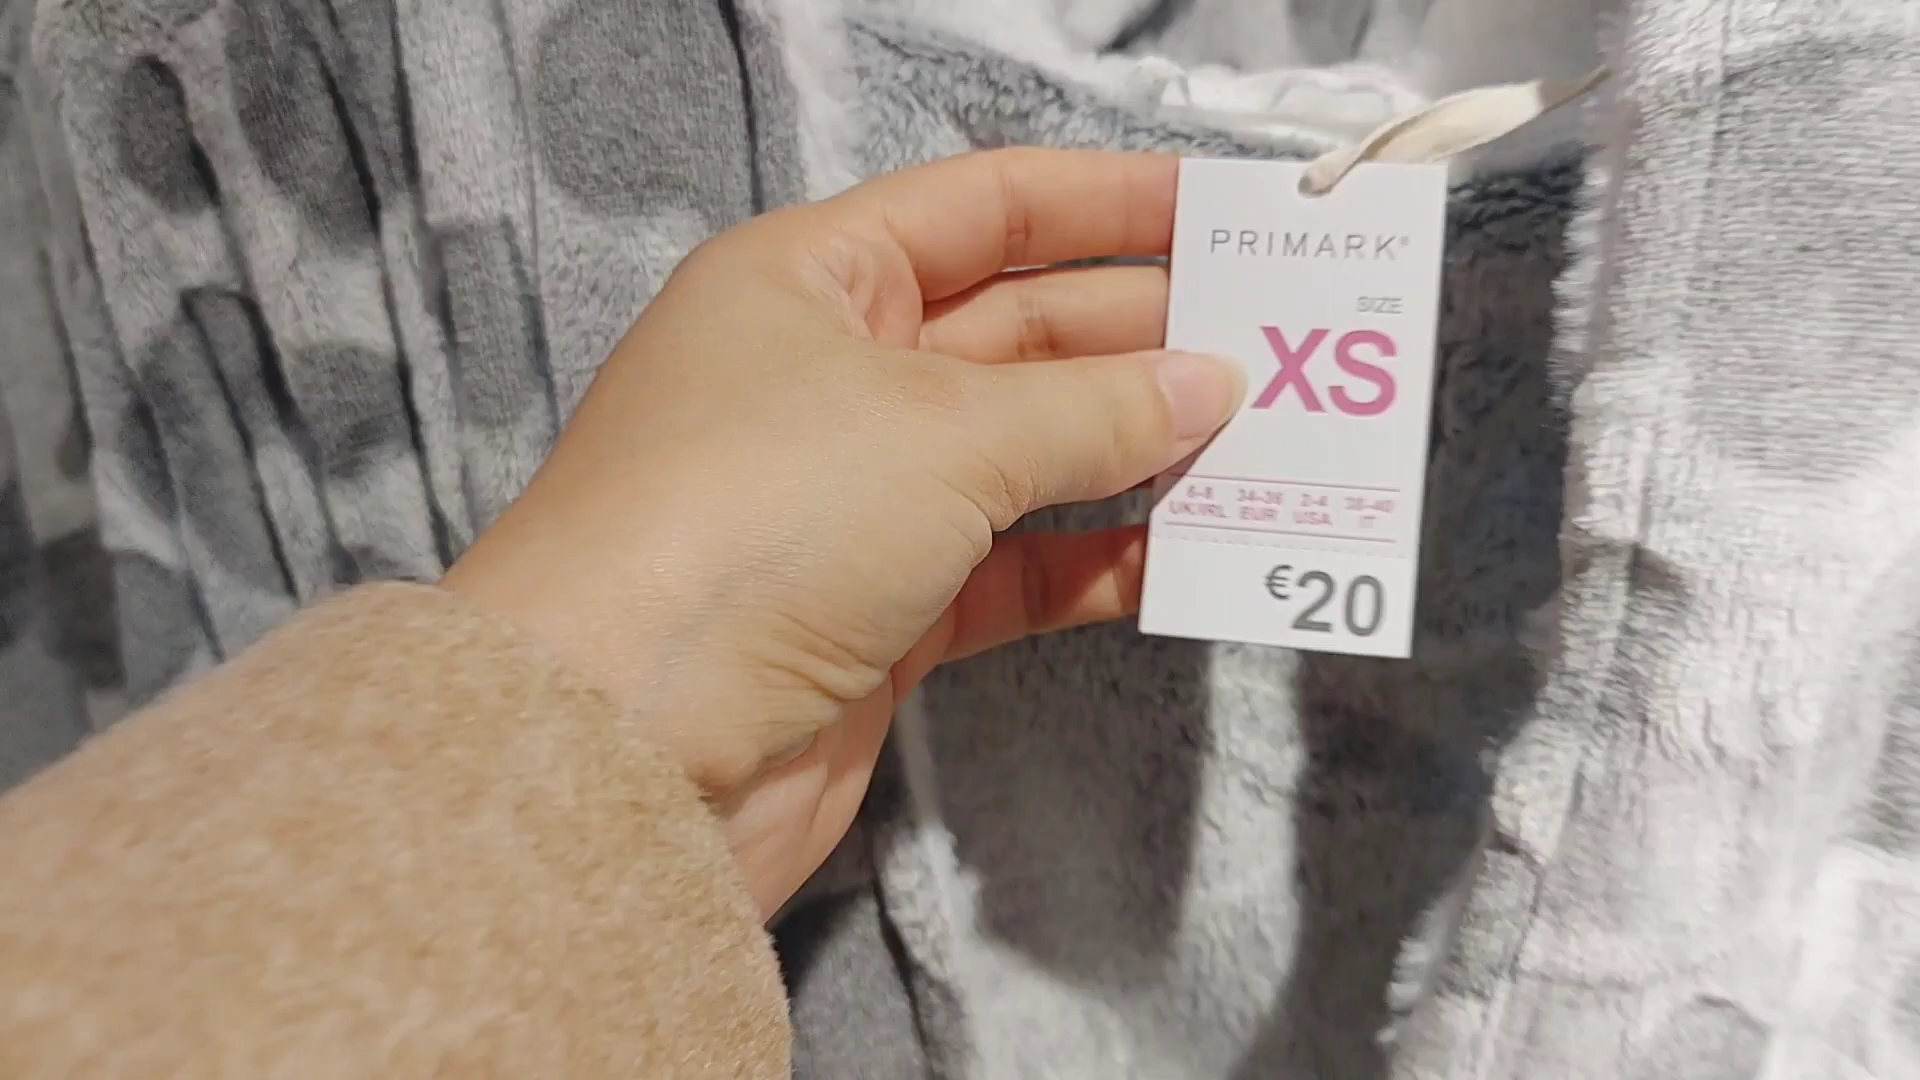 PRIMARK®
SIZE
XS
6-8 34-36 2-4 38-40
UK/IRL EUR USA IT
€20